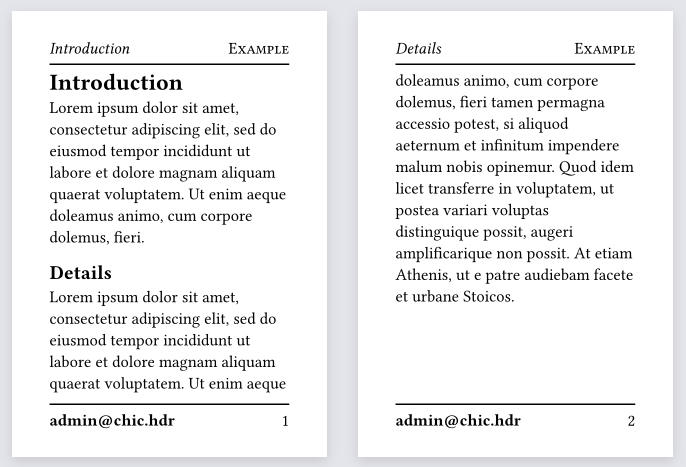 Introduction Example
Introduction
Lorem ipsum dolor sit amet,
consectetur adipiscing elit, sed do
eiusmod tempor incididunt ut
labore et dolore magnam aliquam
quaerat voluptatem. Ut enim aeque
doleamus animo, cum corpore
dolemus, fieri.
Details
Lorem ipsum dolor sit amet,
consectetur adipiscing elit, sed do
eiusmod tempor incididunt ut
labore et dolore magnam aliquam
quaerat voluptatem. Ut enim aeque
admin@chic.hdr 1
Details Example
doleamus animo, cum corpore
dolemus, fieri tamen permagna
accessio potest, si aliquod
aeternum et infinitum impendere
malum nobis opinemur. Quod idem
licet transferre in voluptatem, ut
postea variari voluptas
distinguique possit, augeri
amplificarique non possit. At etiam
Athenis, ut e patre audiebam facete
et urbane Stoicos.
admin@chic.hdr 2